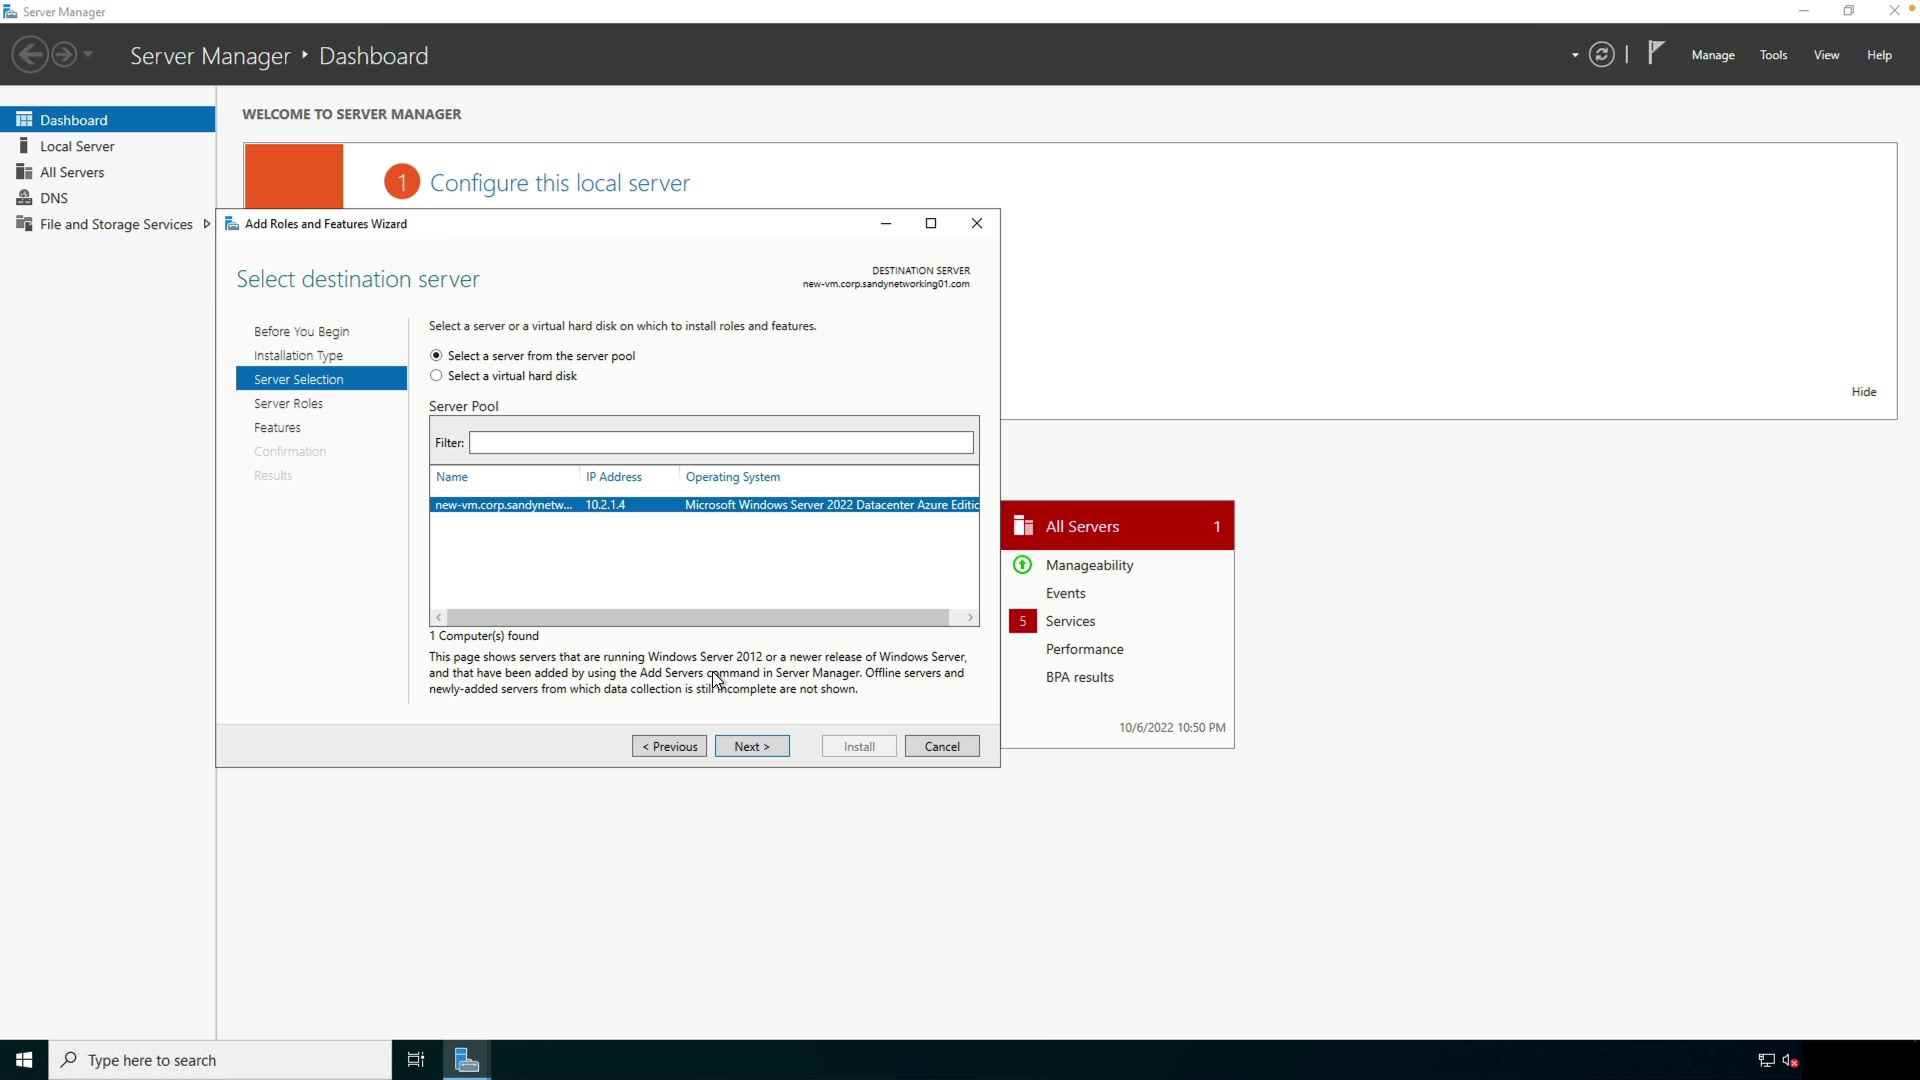 Server Manager
Server Manager ‣ Dashboard
Manage
Tools
View
Help
Dashboard
Local Server
All Servers
DNS
File and Storage Services
WELCOME TO SERVER MANAGER
1 Configure this local server
Hide
Add Roles and Features Wizard
Select destination server
DESTINATION SERVER
new-vm.corp.sandynetworking01.com
Before You Begin
Installation Type
Server Selection
Server Roles
Features
Confirmation
Results
Select a server or a virtual hard disk on which to install roles and features.
Select a server from the server pool
Select a virtual hard disk
Server Pool
Filter:
Name IP Address Operating System
new-vm.corp.sandynetw... 10.2.1.4 Microsoft Windows Server 2022 Datacenter Azure Editic
1 Computer(s) found
This page shows servers that are running Windows Server 2012 or a newer release of Windows Server,
and that have been added by using the Add Servers command in Server Manager. Offline servers and
newly-added servers from which data collection is still incomplete are not shown.
< Previous
Next >
Install
Cancel
All Servers 1
Manageability
Events
5 Services
Performance
BPA results
10/6/2022 10:50 PM
Type here to search